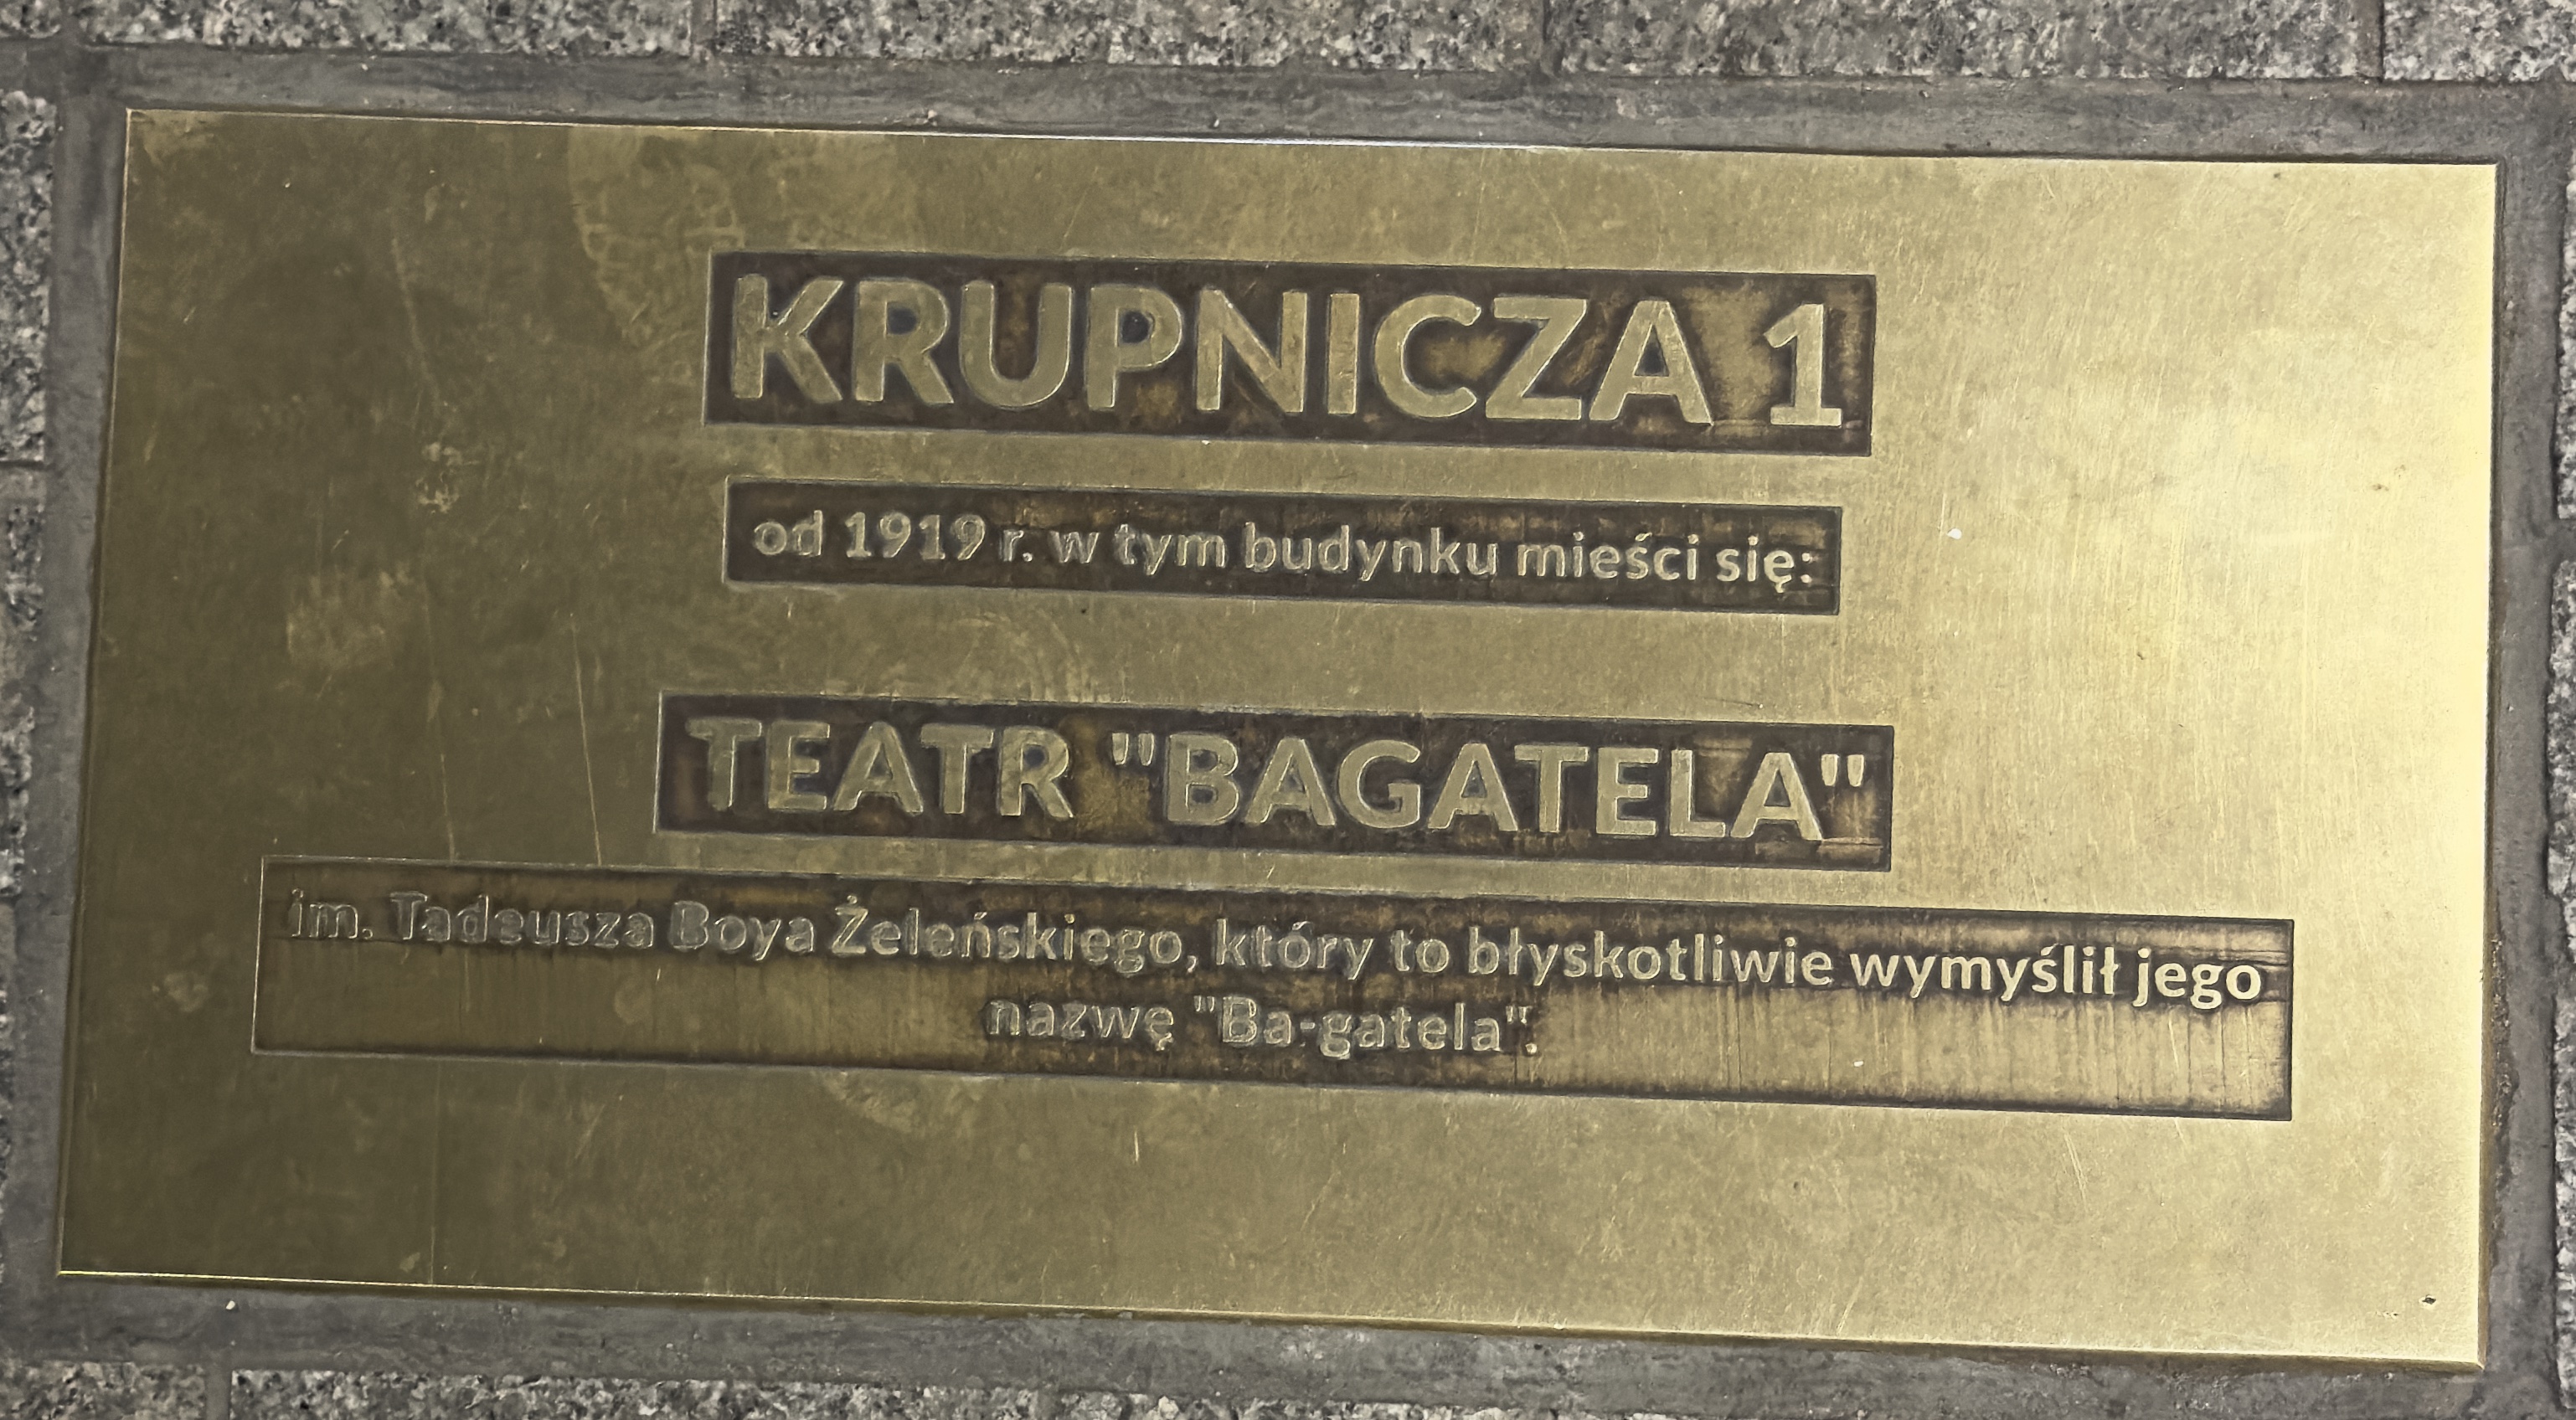 KRUPNICZA 1
od 1919 r. w tym budynku mieści się:
TEATR "BAGATELA"
im. Tadeusza Boya Żeleńskiego, który to błyskotliwie wymyślił jego
nazwę "Ba-gatela".